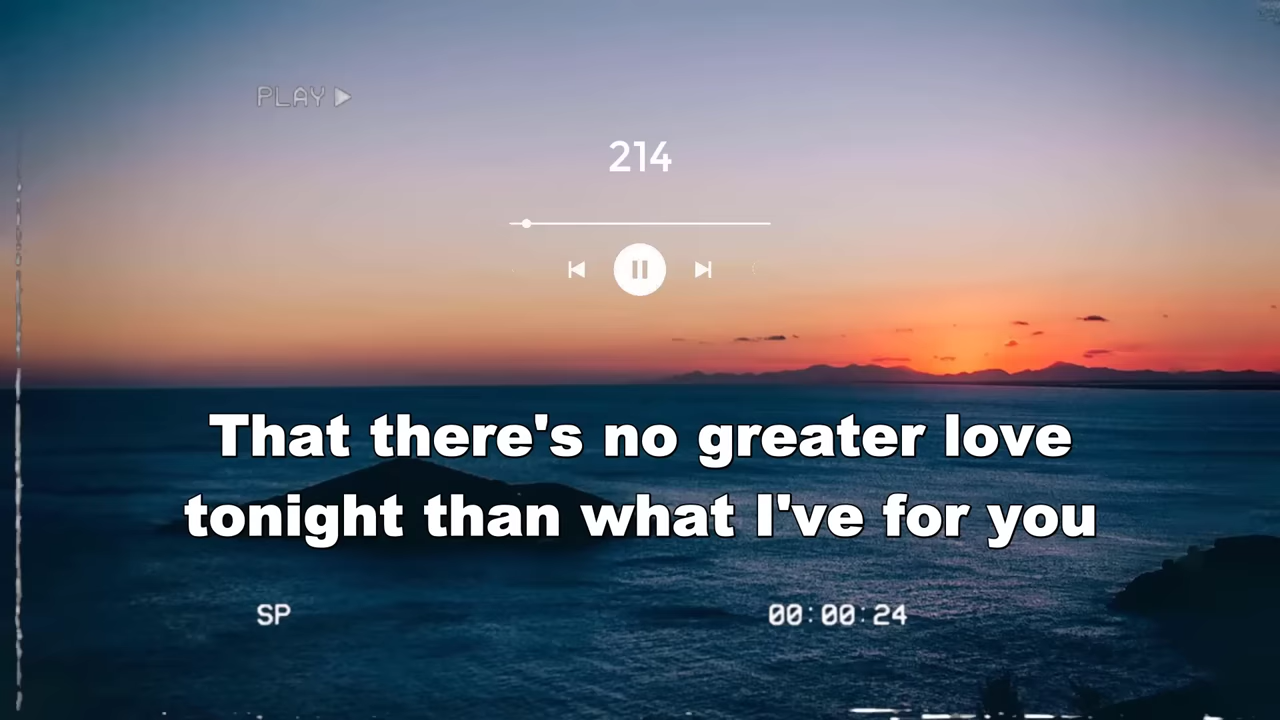 PLAY
214
That there's no greater love
tonight than what I've for you
SP
00:00:24